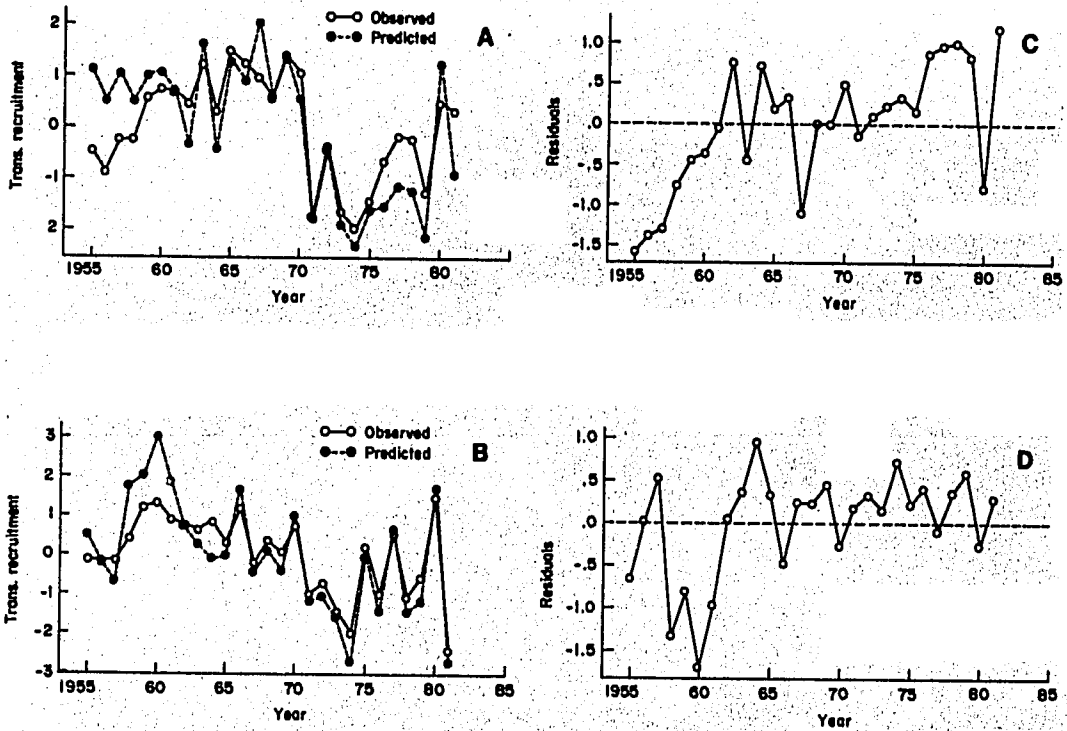 A
Observed
Predicted
Trans. recruitment
2
1
0
-1
2
1955 60 65 70 75 80 85
Year
C
Residuals
1.0
.5
.0
-.5
-1.0
-1.5
1955 60 65 70 75 80 85
Year
B
Observed
Predicted
Trans. recruitment
3
2
1
0
-1
-2
-3
1955 60 65 70 75 80 85
Year
D
Residuals
1.0
.5
.0
-.5
-1.0
-1.5
1955 60 65 70 75 80 85
Year